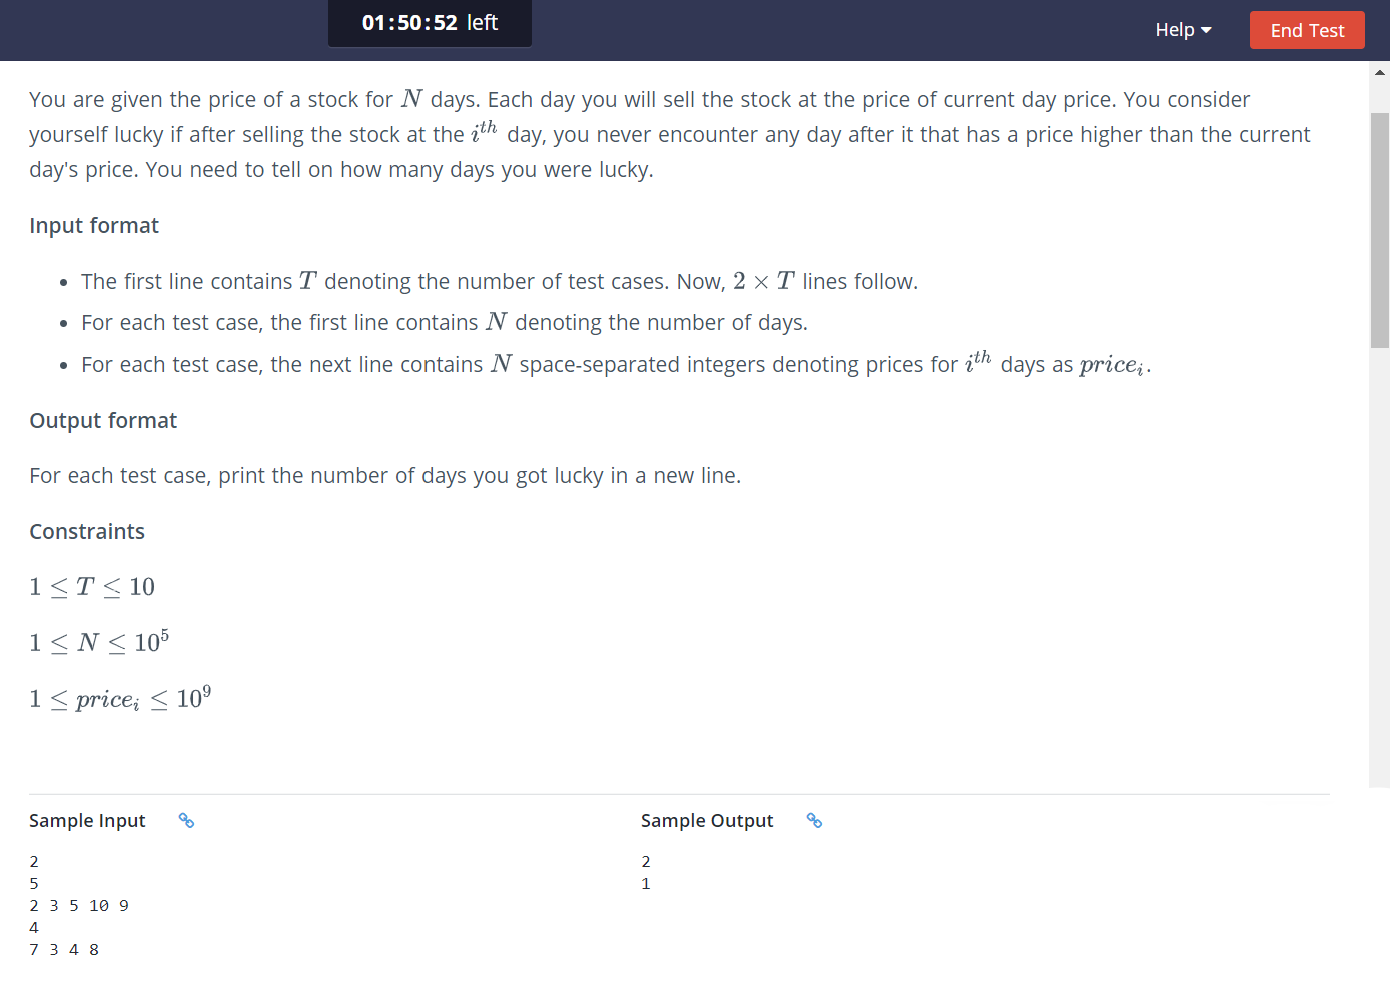 01:50:52 left
Help
End Test
You are given the price of a stock for N days. Each day you will sell the stock at the price of current day price. You consider
yourself lucky if after selling the stock at the i^th day, you never encounter any day after it that has a price higher than the current
day's price. You need to tell on how many days you were lucky.
Input format
• The first line contains T denoting the number of test cases. Now, 2 × T lines follow.
• For each test case, the first line contains N denoting the number of days.
• For each test case, the next line contains N space-separated integers denoting prices for i^th days as price_i.
Output format
For each test case, print the number of days you got lucky in a new line.
Constraints
1 ≤ T ≤ 10
1 ≤ N ≤ 10^5
1 ≤ price_i ≤ 10^9
Sample Input
2
5
2 3 5 10 9
4
7 3 4 8
Sample Output
2
1